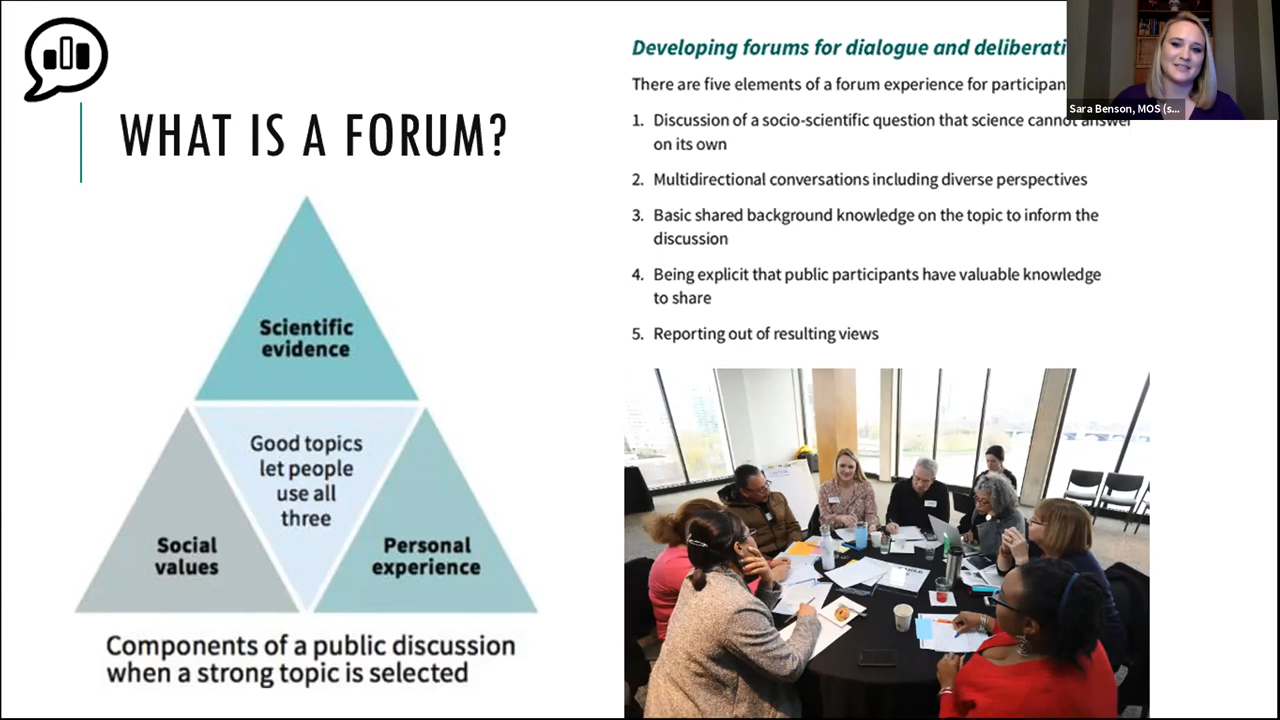 WHAT IS A FORUM?
Scientific
evidence
Good topics
let people
use all
three
Social
values
Personal
experience
Components of a public discussion
when a strong topic is selected
Developing forums for dialogue and
There are five elements of a forum experience for
1. Discussion of a socio-scientific question that science cannot answer
on its own
2. Multidirectional conversations including diverse perspectives
3. Basic shared background knowledge on the topic to inform the
discussion
4. Being explicit that public participants have valuable knowledge
to share
5. Reporting out of resulting views
Sara Benson, MOS (s...